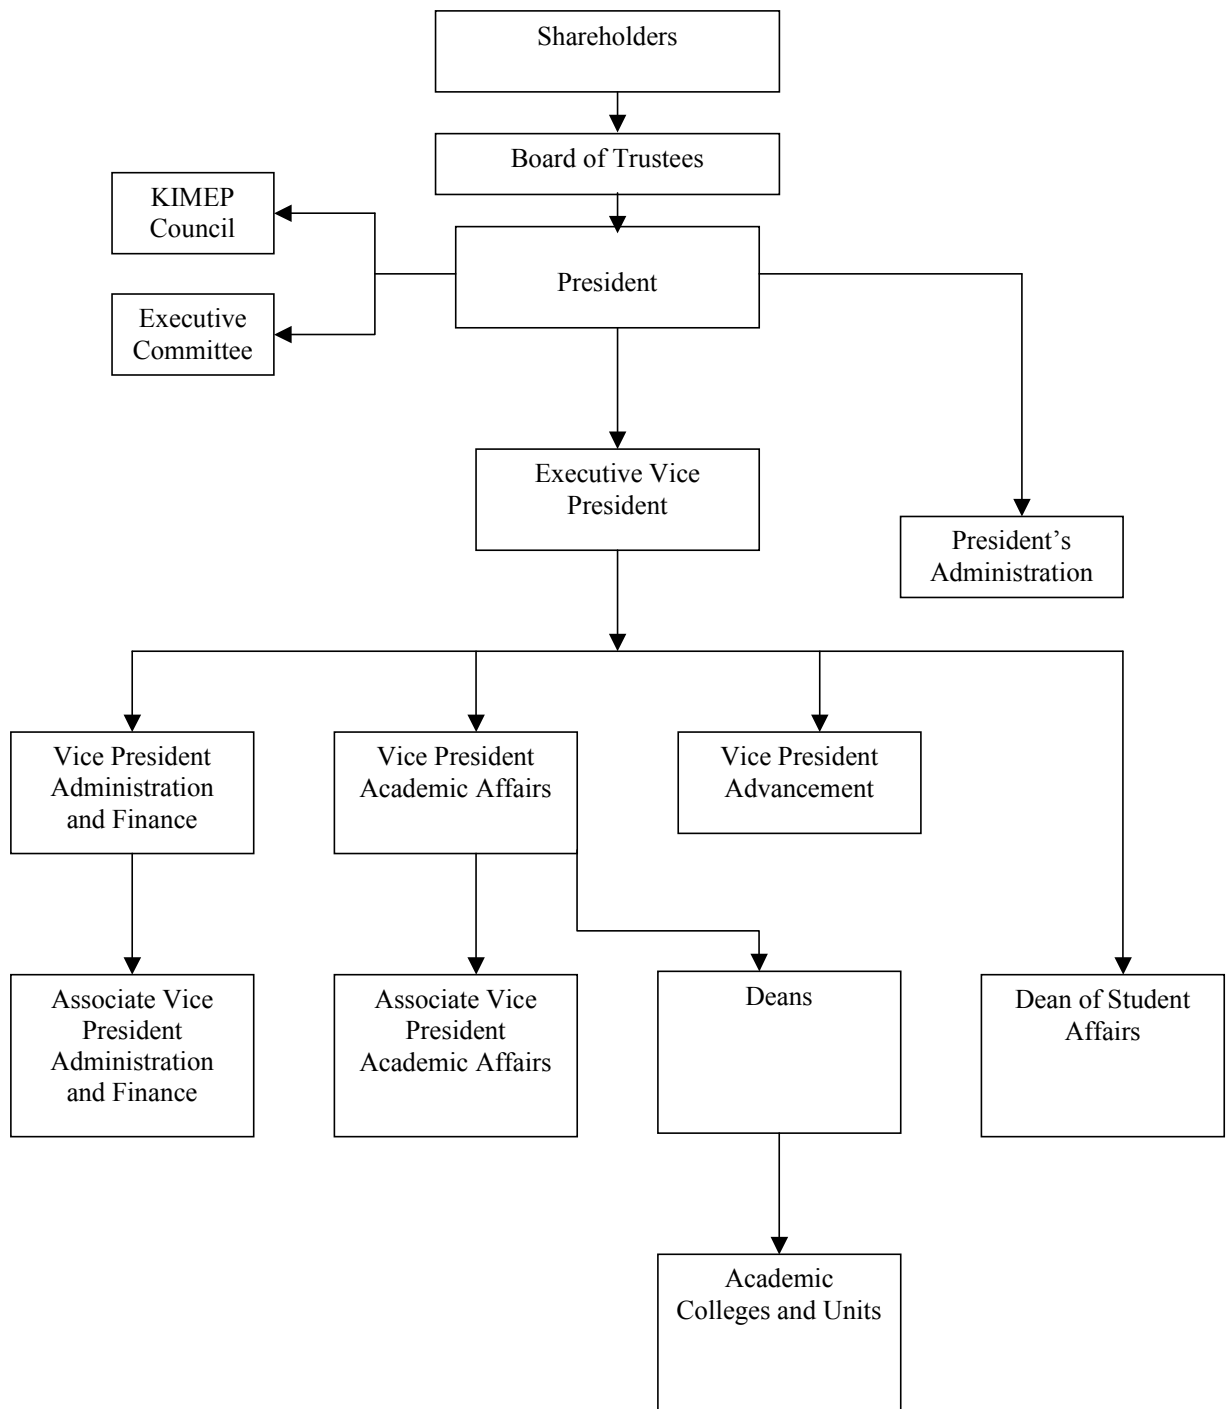 Shareholders
Board of Trustees
KIMEP
Council
President
Executive
Committee
Executive Vice
President
President’s
Administration
Vice President
Administration
and Finance
Vice President
Academic Affairs
Vice President
Advancement
Associate Vice
President
Administration
and Finance
Associate Vice
President
Academic Affairs
Deans
Dean of Student
Affairs
Academic
Colleges and Units